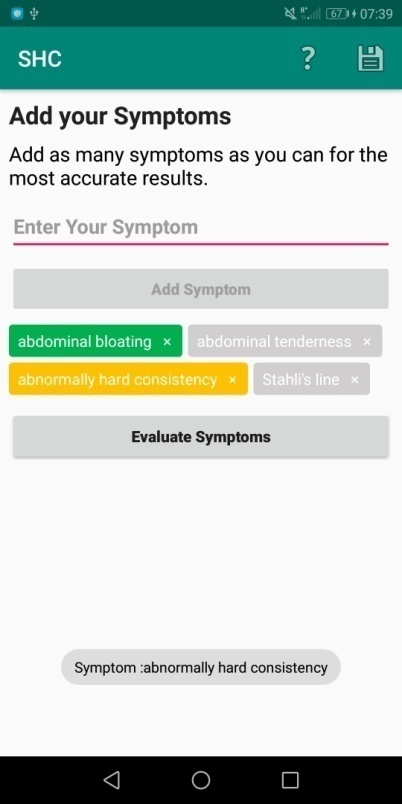 67 07:39
SHC ?
Add your Symptoms
Add as many symptoms as you can for the
most accurate results.
Enter Your Symptom
Add Symptom
abdominal bloating × abdominal tenderness ×
abnormally hard consistency × Stahli's line ×
Evaluate Symptoms
Symptom :abnormally hard consistency